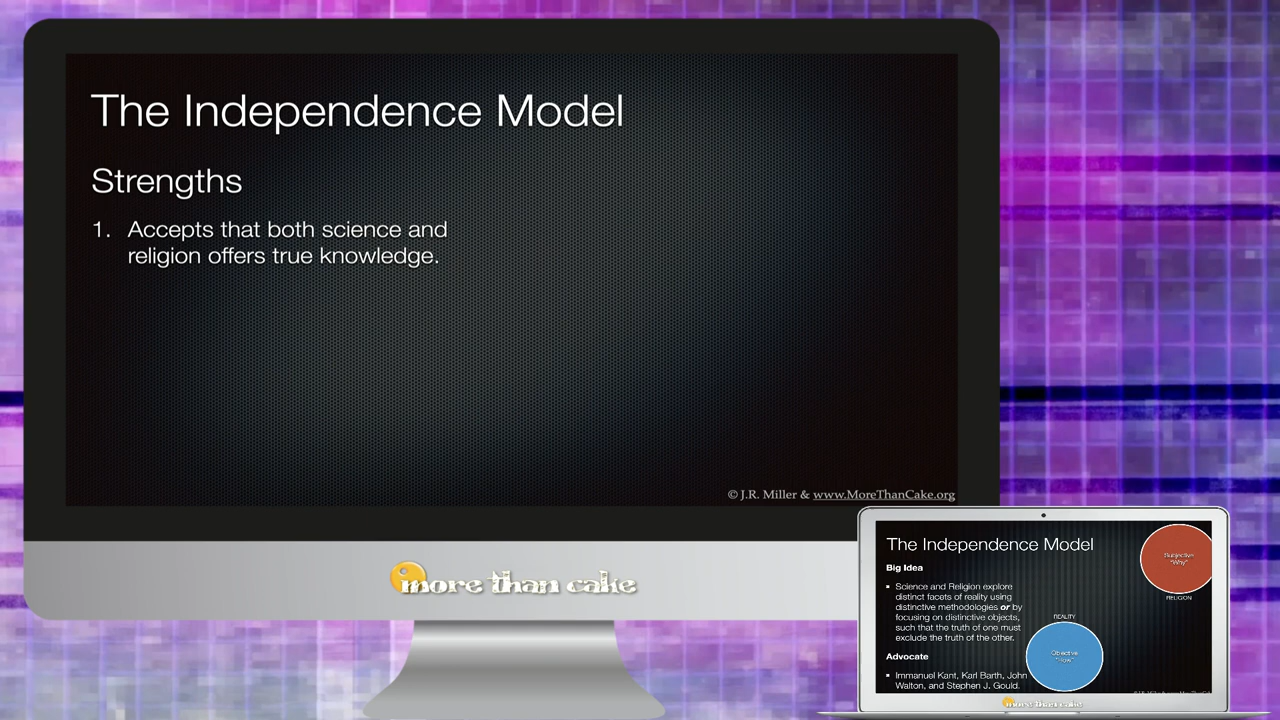 The Independence Model
Strengths
1. Accepts that both science and
religion offers true knowledge.
© J.R. Miller & www.MoreThanCake.org
more than cake
The Independence Model
Big Idea
Science and Religion explore
distinct facets of reality using
distinctive methodologies or by
focusing on distinctive objects,
such that the truth of one must
exclude the truth of the other.
Advocate
Immanuel Kant, Karl Barth, John
Walton, and Stephen J. Gould.
Subjective
"Why"
RELIGION
REALITY
Objective
"How"
more than cake